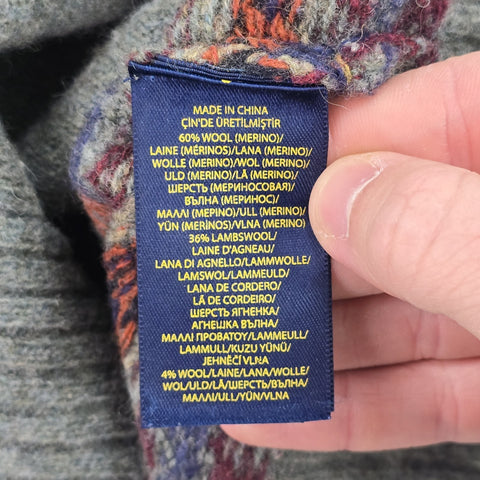 MADE IN CHINA
ÇİN'DE ÜRETİLMİŞTİR
60% WOOL (MERINO)/
LAINE (MÉRINOS)/LANA (MERINO)/
WOLLE (MERINO)/WOL (MERINO)/
ULD (MERINO)/LÃ (MERINO)/
ШЕРСТЬ (МЕРИНОСОВАЯ)/
ВЪЛНА (МЕРИНОС)/
ΜΑΛΛΙ (ΜΕΡΙΝΟ)/ULL (MERINO)/
YÜN (MERİNOS)/VLNA (MERINO)
36% LAMBSWOOL/
LAINE D'AGNEAU/
LANA DI AGNELLO/LAMMWOLLE/
LAMSWOL/LAMMEULD/
LANA DE CORDERO/
LÃ DE CORDEIRO/
ШЕРСТЬ ЯГНЕНКА/
АГНЕШКА ВЪЛНА/
ΜΑΛΛΙ ΠΡΟΒΑΤΟΥ/LAMMEULL/
LAMMULL/KUZU YÜNÜ/
JEHNĚČÍ VLNA
4% WOOL/LAINE/LANA/WOLLE/
WOL/ULD/LÃ/ШЕРСТЬ/ВЪЛНА/
ΜΑΛΛΙ/ULL/YÜN/VLNA